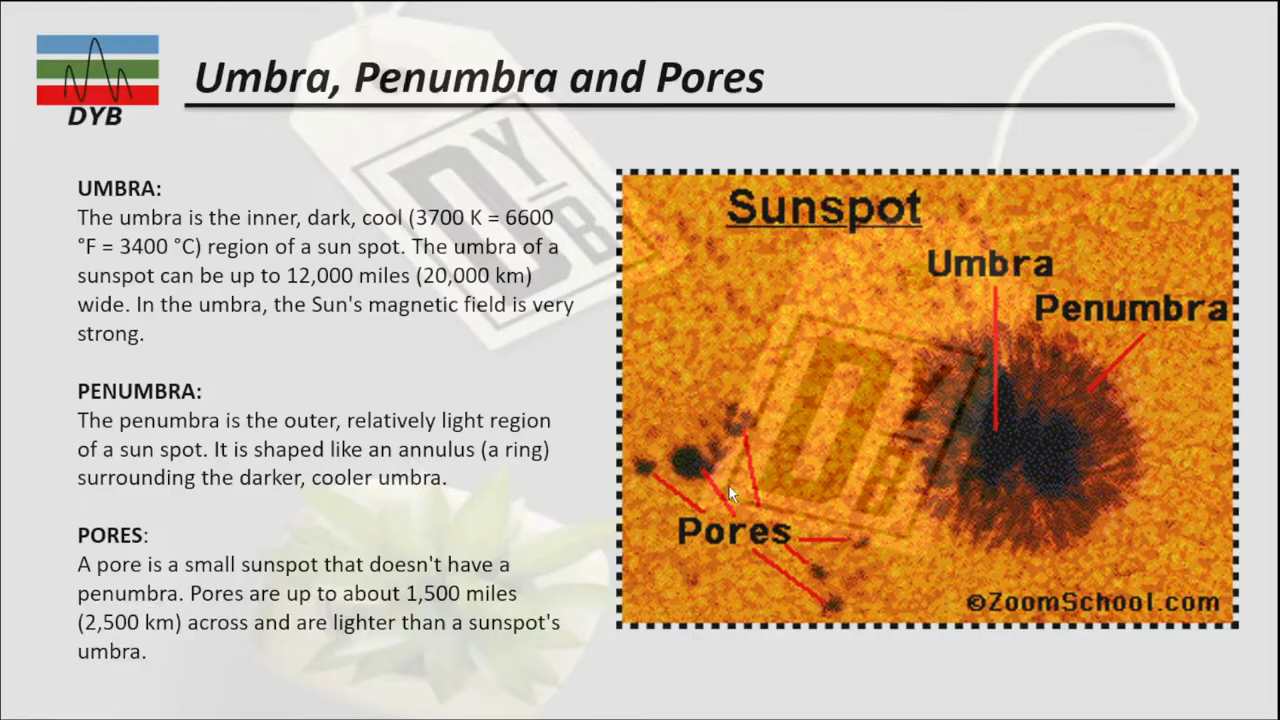 DYB
Umbra, Penumbra and Pores
UMBRA:
The umbra is the inner, dark, cool (3700 K = 6600
°F = 3400 °C) region of a sun spot. The umbra of a
sunspot can be up to 12,000 miles (20,000 km)
wide. In the umbra, the Sun's magnetic field is very
strong.
PENUMBRA:
The penumbra is the outer, relatively light region
of a sun spot. It is shaped like an annulus (a ring)
surrounding the darker, cooler umbra.
PORES:
A pore is a small sunspot that doesn't have a
penumbra. Pores are up to about 1,500 miles
(2,500 km) across and are lighter than a sunspot's
umbra.
Sunspot
Umbra
Penumbra
Pores
©ZoomSchool.com
DYB
DYB